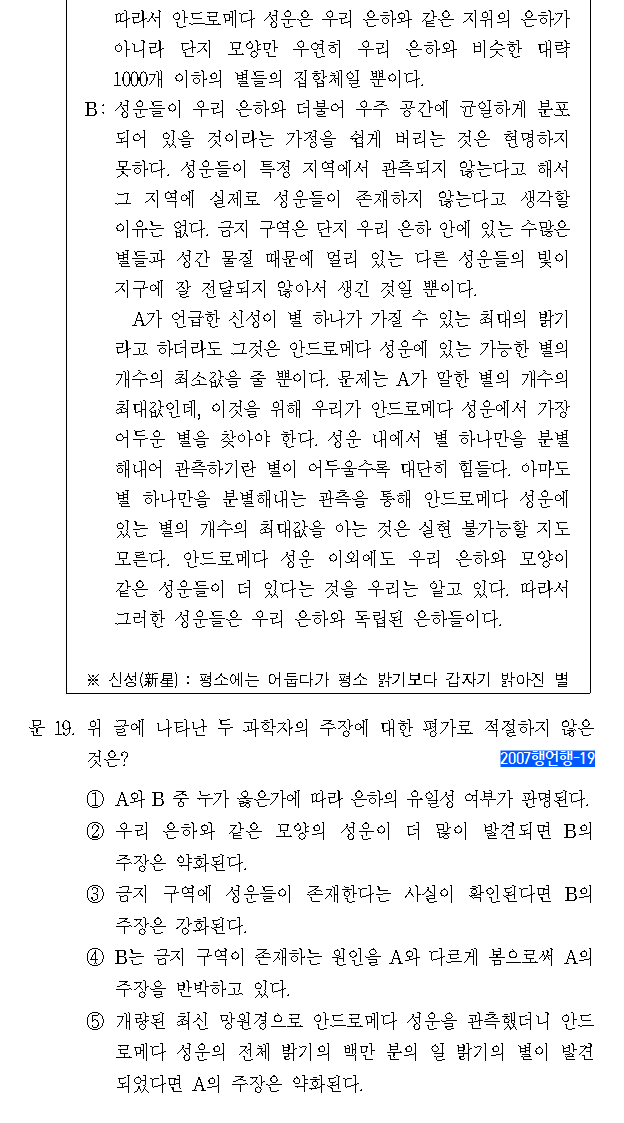 따라서 안드로메다 성운은 우리 은하와 같은 지위의 은하가
아니라 단지 모양만 우연히 우리 은하와 비슷한 대략
1000개 이하의 별들의 집합체일 뿐이다.
B: 성운들이 우리 은하와 더불어 우주 공간에 균일하게 분포
되어 있을 것이라는 가정을 쉽게 버리는 것은 현명하지
못하다. 성운들이 특정 지역에서 관측되지 않는다고 해서
그 지역에 실제로 성운들이 존재하지 않는다고 생각할
이유는 없다. 금지 구역은 단지 우리 은하 안에 있는 수많은
별들과 성간 물질 때문에 멀리 있는 다른 성운들의 빛이
지구에 잘 전달되지 않아서 생긴 것일 뿐이다.
A가 언급한 신성이 별 하나가 가질 수 있는 최대의 밝기
라고 하더라도 그것은 안드로메다 성운에 있는 가능한 별의
개수의 최소값을 줄 뿐이다. 문제는 A가 말한 별의 개수의
최대값인데, 이것을 위해 우리가 안드로메다 성운에서 가장
어두운 별을 찾아야 한다. 성운 내에서 별 하나만을 분별
해내어 관측하기란 별이 어두울수록 대단히 힘들다. 아마도
별 하나만을 분별해내는 관측을 통해 안드로메다 성운에
있는 별의 개수의 최대값을 아는 것은 실현 불가능할 지도
모른다. 안드로메다 성운 이외에도 우리 은하와 모양이
같은 성운들이 더 있다는 것을 우리는 알고 있다. 따라서
그러한 성운들은 우리 은하와 독립된 은하들이다.
※ 신성(新星) : 평소에는 어둡다가 평소 밝기보다 갑자기 밝아진 별
문 19. 위 글에 나타난 두 과학자의 주장에 대한 평가로 적절하지 않은
것은? 2007행언행-19
① A와 B 중 누가 옳은가에 따라 은하의 유일성 여부가 판명된다.
② 우리 은하와 같은 모양의 성운이 더 많이 발견되면 B의
주장은 약화된다.
③ 금지 구역에 성운들이 존재한다는 사실이 확인된다면 B의
주장은 강화된다.
④ B는 금지 구역이 존재하는 원인을 A와 다르게 봄으로써 A의
주장을 반박하고 있다.
⑤ 개량된 최신 망원경으로 안드로메다 성운을 관측했더니 안드
로메다 성운의 전체 밝기의 백만 분의 일 밝기의 별이 발견
되었다면 A의 주장은 약화된다.